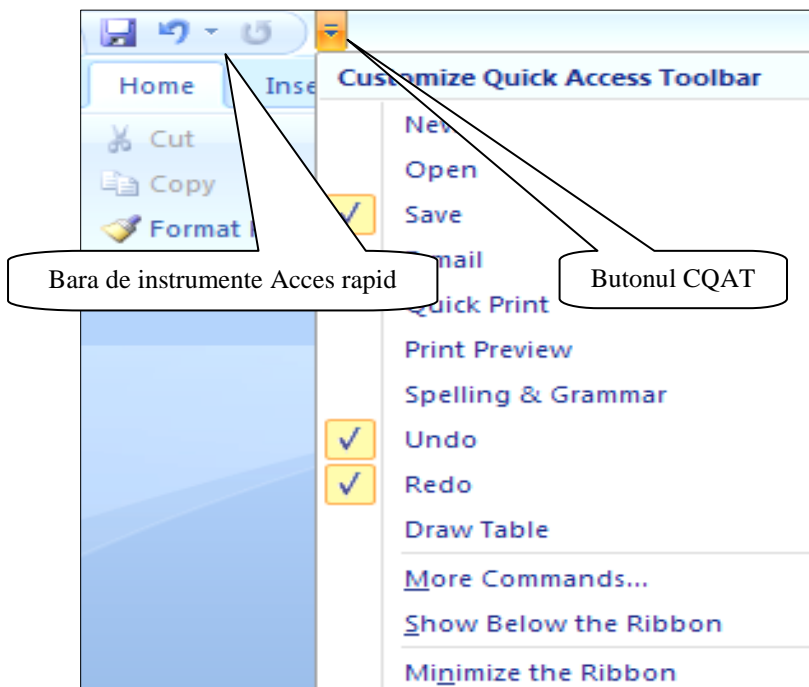 Home Inse
Customize Quick Access Toolbar
Cut
New
Copy
Open
Format
Save
Bara de instrumente Acces rapid
mail
Butonul CQAT
Quick Print
Print Preview
Spelling & Grammar
Undo
Redo
Draw Table
More Commands...
Show Below the Ribbon
Minimize the Ribbon